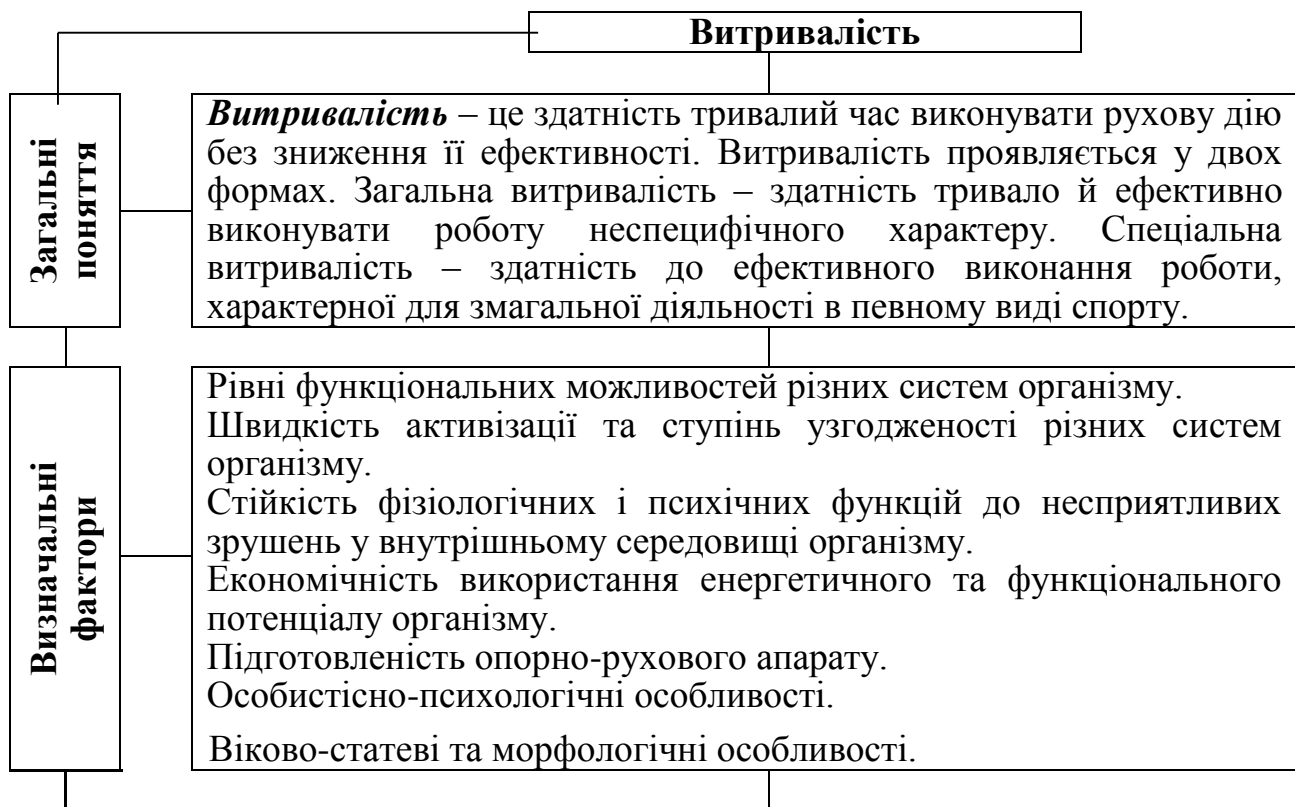 Витривалість
Загальні
поняття
Витривалість – це здатність тривалий час виконувати рухову дію
без зниження її ефективності. Витривалість проявляється у двох
формах. Загальна витривалість – здатність тривало й ефективно
виконувати роботу неспецифічного характеру. Спеціальна
витривалість – здатність до ефективного виконання роботи,
характерної для змагальної діяльності в певному виді спорту.
Визначальні
фактори
Рівні функціональних можливостей різних систем організму.
Швидкість активізації та ступінь узгодженості різних систем
організму.
Стійкість фізіологічних і психічних функцій до несприятливих
зрушень у внутрішньому середовищі організму.
Економічність використання енергетичного та функціонального
потенціалу організму.
Підготовленість опорно-рухового апарату.
Особистісно-психологічні особливості.
Віково-статеві та морфологічні особливості.